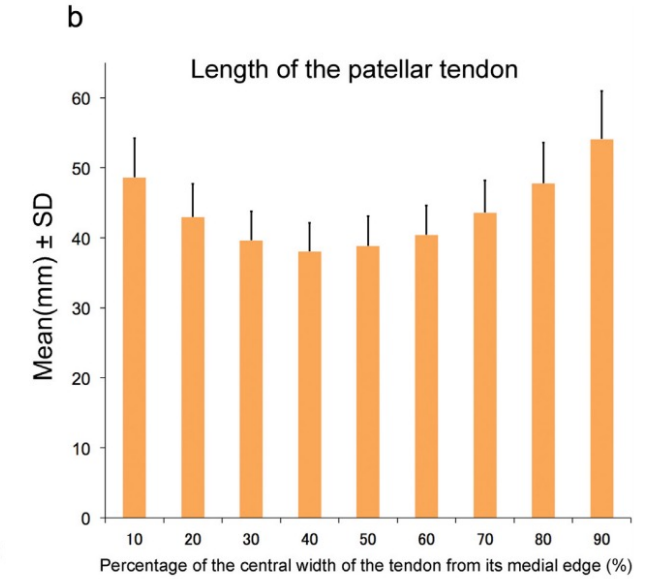 b
Length of the patellar tendon
Mean(mm) ± SD
60
50
40
30
20
10
0
10 20 30 40 50 60 70 80 90
Percentage of the central width of the tendon from its medial edge (%)